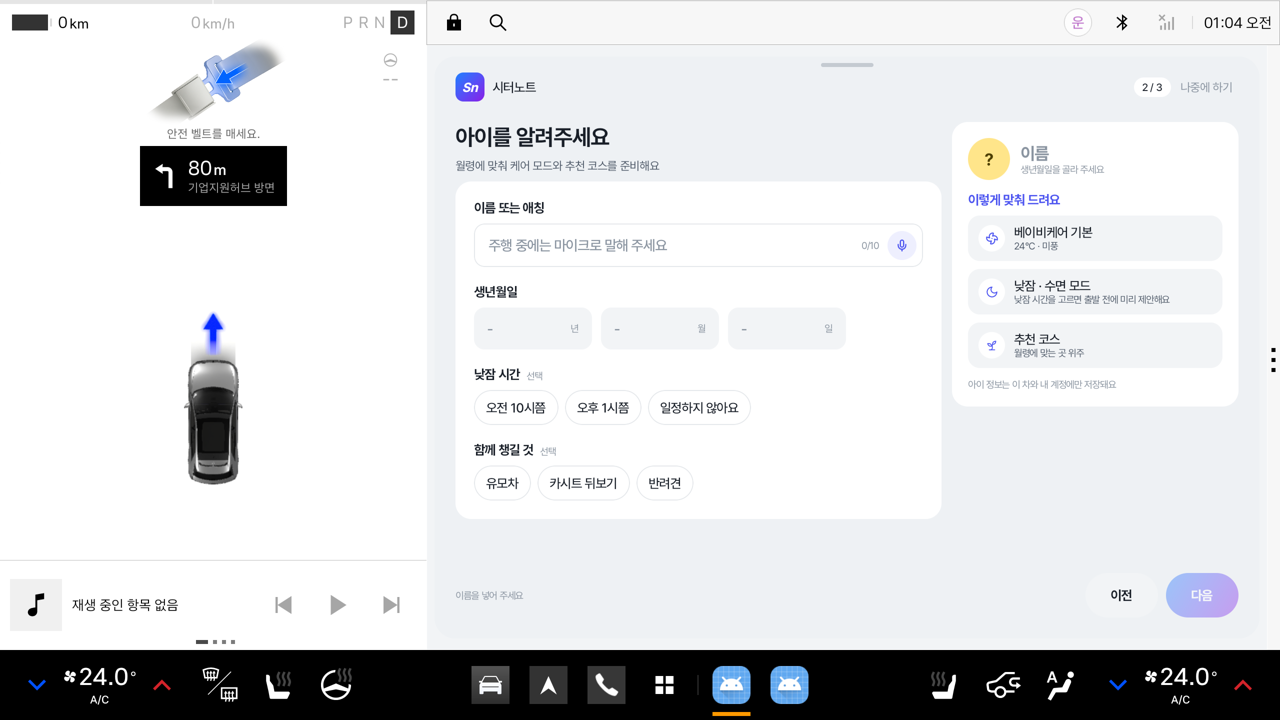 0km
0km/h
P R N D
안전 벨트를 매세요.
80m
기업지원허브 방면
재생 중인 항목 없음
운
01:04 오전
Sn 시터노트
2 / 3
나중에 하기
아이를 알려주세요
월령에 맞춰 케어 모드와 추천 코스를 준비해요
이름 또는 애칭
주행 중에는 마이크로 말해 주세요
0/10
생년월일
- 년
- 월
- 일
낮잠 시간 선택
오전 10시쯤
오후 1시쯤
일정하지 않아요
함께 챙길 것 선택
유모차
카시트 뒤보기
반려견
?
이름
생년월일을 골라 주세요
이렇게 맞춰 드려요
베이비케어 기본
24°C · 미풍
낮잠 · 수면 모드
낮잠 시간을 고르면 출발 전에 미리 제안해요
추천 코스
월령에 맞는 곳 위주
아이 정보는 이 차와 내 계정에만 저장돼요
이름을 넣어 주세요
이전
다음
24.0°
A/C
A
24.0°
A/C